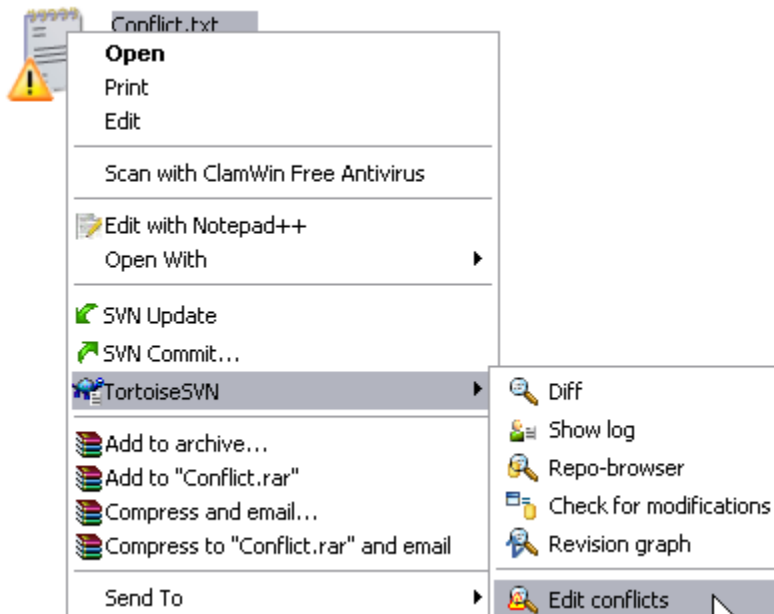 Conflict.txt
Open
Print
Edit
Scan with ClamWin Free Antivirus
Edit with Notepad++
Open With
SVN Update
SVN Commit...
TortoiseSVN
Add to archive...
Add to "Conflict.rar"
Compress and email...
Compress to "Conflict.rar" and email
Send To
Diff
Show log
Repo-browser
Check for modifications
Revision graph
Edit conflicts